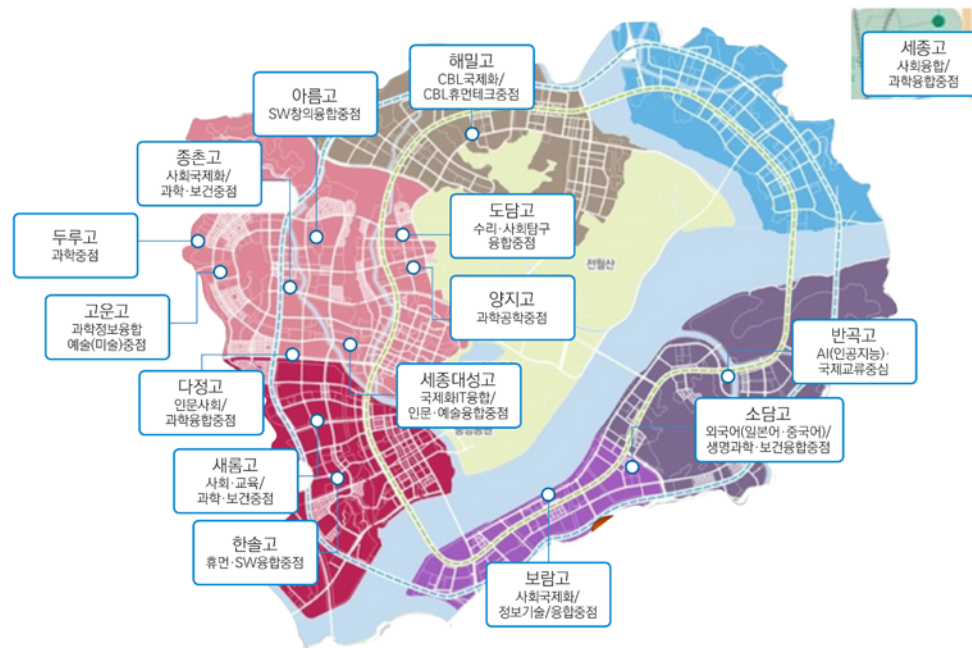 세종고
사회융합/
과학융합중점
해밀고
CBL국제화/
CBL휴먼테크중점
아름고
SW창의융합중점
종촌고
사회국제화/
과학·보건중점
도담고
수리·사회탐구
융합중점
두루고
과학중점
전월산
양지고
과학공학중점
고운고
과학정보융합
예술(미술)중점
반곡고
AI(인공지능)·
국제교류중심
다정고
인문사회/
과학융합중점
세종대성고
국제화IT융합/
인문·예술융합중점
소담고
외국어(일본어·중국어)/
생명과학·보건융합중점
새롬고
사회·교육/
과학·보건중점
한솔고
휴먼·SW융합중점
보람고
사회국제화/
정보기술/융합중점